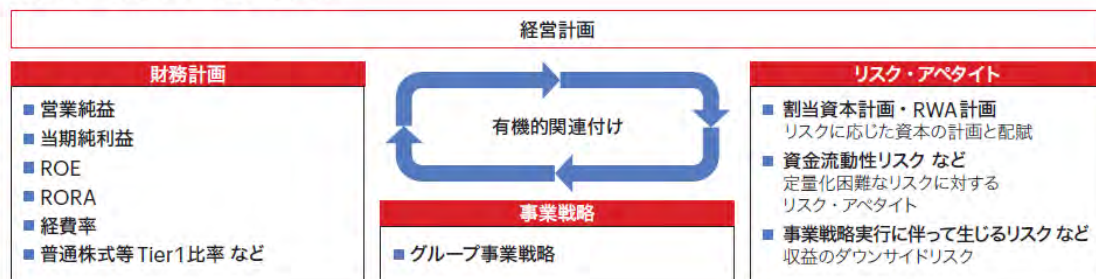 経営計画
財務計画
■ 営業純益
■ 当期純利益
■ ROE
■ RORA
■ 経費率
■ 普通株式等Tier1比率 など
有機的関連付け
事業戦略
■ グループ事業戦略
リスク・アペタイト
■ 割当資本計画・RWA計画
リスクに応じた資本の計画と配賦
■ 資金流動性リスク など
定量化困難なリスクに対する
リスク・アペタイト
■ 事業戦略実行に伴って生じるリスク など
収益のダウンサイドリスク